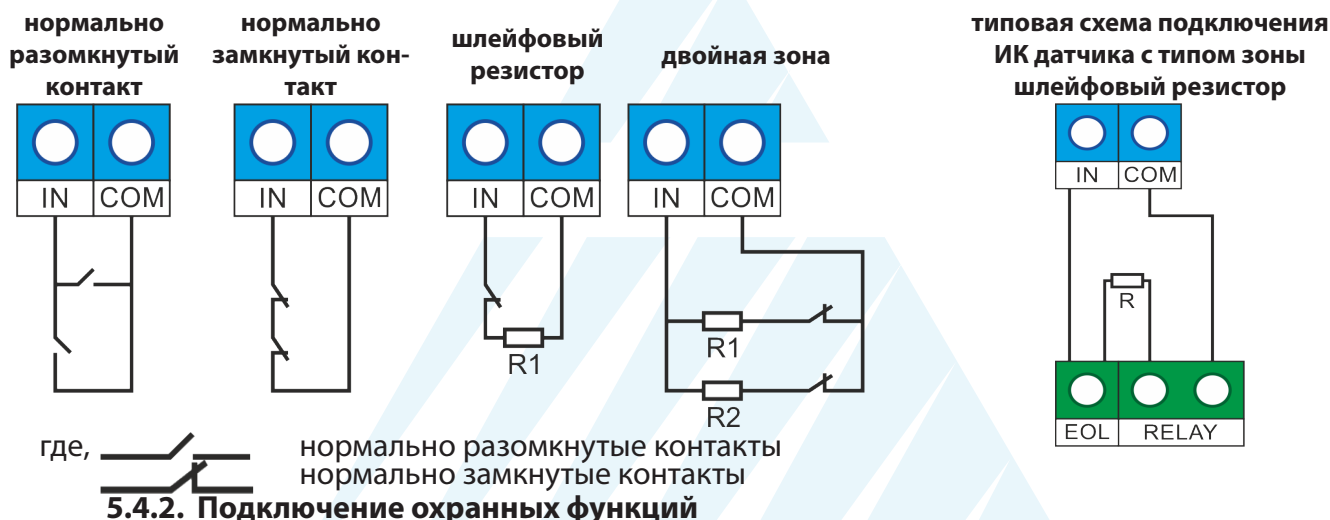 нормально
разомкнутый
контакт
нормально
замкнутый кон-
такт
шлейфовый
резистор
двойная зона
типовая схема подключения
ИК датчика с типом зоны
шлейфовый резистор
IN COM
IN COM
IN COM
IN COM
IN COM
R1
R1
R2
R
EOL RELAY
где, нормально разомкнутые контакты
нормально замкнутые контакты
5.4.2. Подключение охранных функций